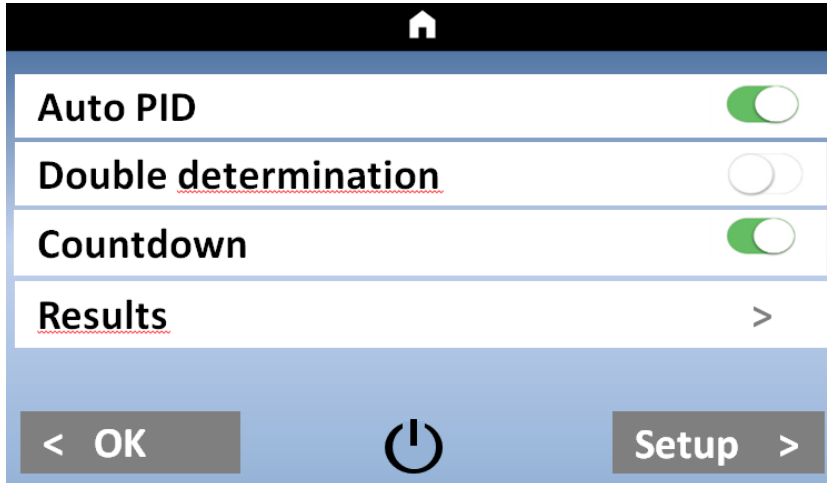 Auto PID
Double determination
Countdown
Results >
< OK Setup >